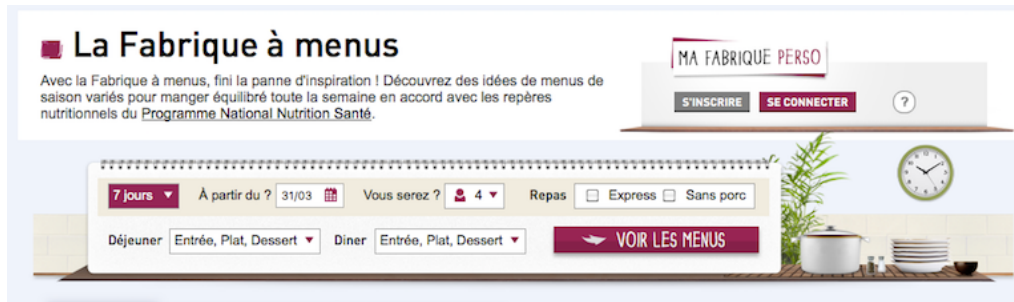 La Fabrique à menus
Avec la Fabrique à menus, fini la panne d'inspiration ! Découvrez des idées de menus de
saison variés pour manger équilibré toute la semaine en accord avec les repères
nutritionnels du Programme National Nutrition Santé.
MA FABRIQUE PERSO
S'INSCRIRE SE CONNECTER ?
7 jours À partir du ? 31/03 Vous serez ? 4 Repas Express Sans porc
Déjeuner Entrée, Plat, Dessert Diner Entrée, Plat, Dessert VOIR LES MENUS